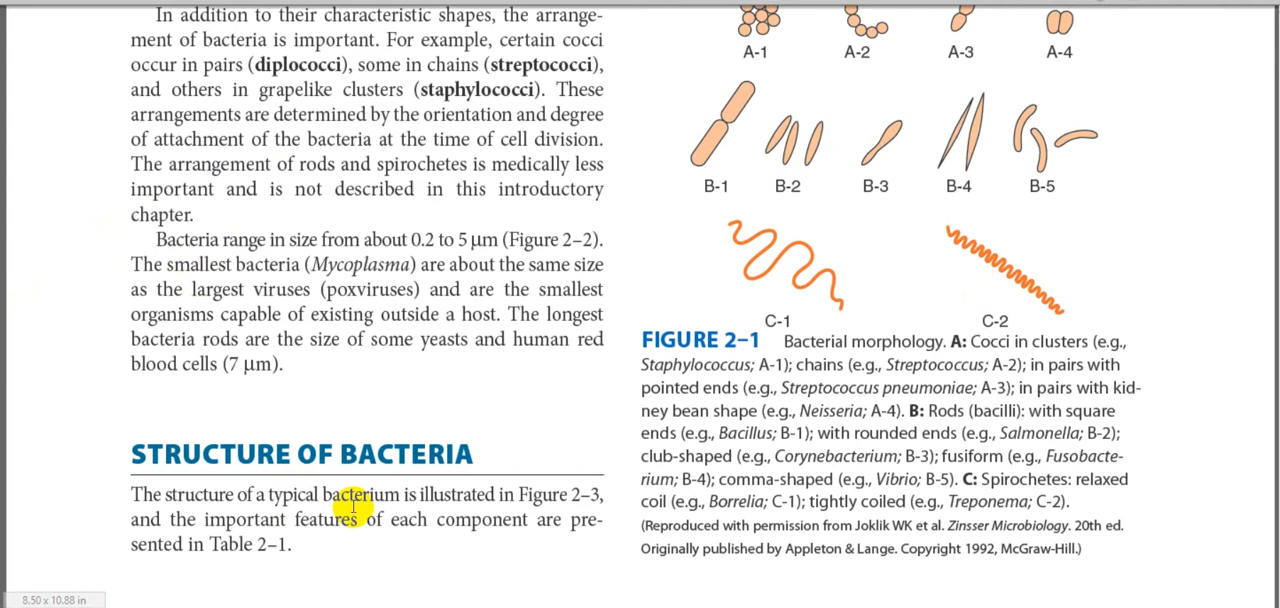 In addition to their characteristic shapes, the arrange-
ment of bacteria is important. For example, certain cocci
occur in pairs (diplococci), some in chains (streptococci),
and others in grapelike clusters (staphylococci). These
arrangements are determined by the orientation and degree
of attachment of the bacteria at the time of cell division.
The arrangement of rods and spirochetes is medically less
important and is not described in this introductory
chapter.
Bacteria range in size from about 0.2 to 5 μm (Figure 2–2).
The smallest bacteria (Mycoplasma) are about the same size
as the largest viruses (poxviruses) and are the smallest
organisms capable of existing outside a host. The longest
bacteria rods are the size of some yeasts and human red
blood cells (7 μm).
STRUCTURE OF BACTERIA
The structure of a typical bacterium is illustrated in Figure 2–3,
and the important features of each component are pre-
sented in Table 2–1.
A-1 A-2 A-3 A-4
B-1 B-2 B-3 B-4 B-5
C-1 C-2
FIGURE 2–1 Bacterial morphology. A: Cocci in clusters (e.g.,
Staphylococcus; A-1); chains (e.g., Streptococcus; A-2); in pairs with
pointed ends (e.g., Streptococcus pneumoniae; A-3); in pairs with kid-
ney bean shape (e.g., Neisseria; A-4). B: Rods (bacilli): with square
ends (e.g., Bacillus; B-1); with rounded ends (e.g., Salmonella; B-2);
club-shaped (e.g., Corynebacterium; B-3); fusiform (e.g., Fusobacte-
rium; B-4); comma-shaped (e.g., Vibrio; B-5). C: Spirochetes: relaxed
coil (e.g., Borrelia; C-1); tightly coiled (e.g., Treponema; C-2).
(Reproduced with permission from Joklik WK et al. Zinsser Microbiology. 20th ed.
Originally published by Appleton & Lange. Copyright 1992, McGraw-Hill.)
8.50 x 10.88 in